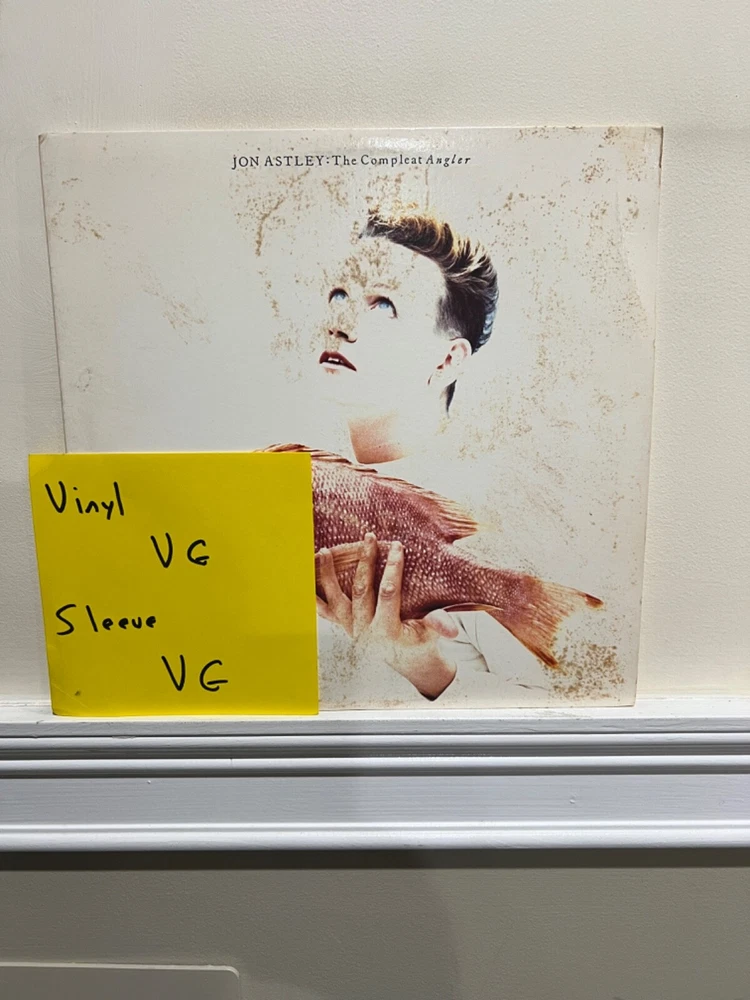 JON ASTLEY: The Compleat Angler
Vinyl
VG
Sleeve
VG